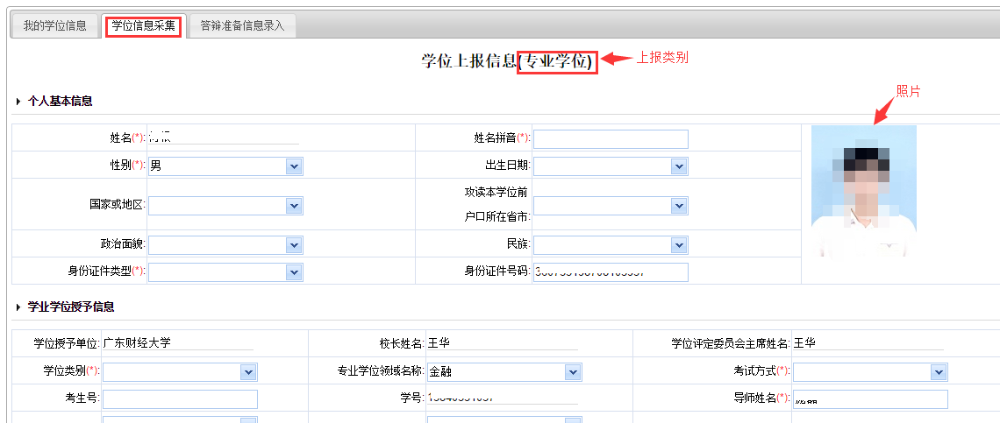 我的学位信息 学位信息采集 答辩准备信息录入
学位上报信息(专业学位) 上报类别
照片
个人基本信息
姓名(*): 姓名拼音(*):
性别(*): 男 出生日期:
国家或地区: 攻读本学位前
户口所在省市:
政治面貌: 民族:
身份证件类型(*): 身份证件号码:
学业学位授予信息
学位授予单位: 广东财经大学 校长姓名: 王华 学位评定委员会主席姓名: 王华
学位类别(*): 专业学位领域名称: 金融 考试方式(*):
考生号: 学号: 导师姓名(*):